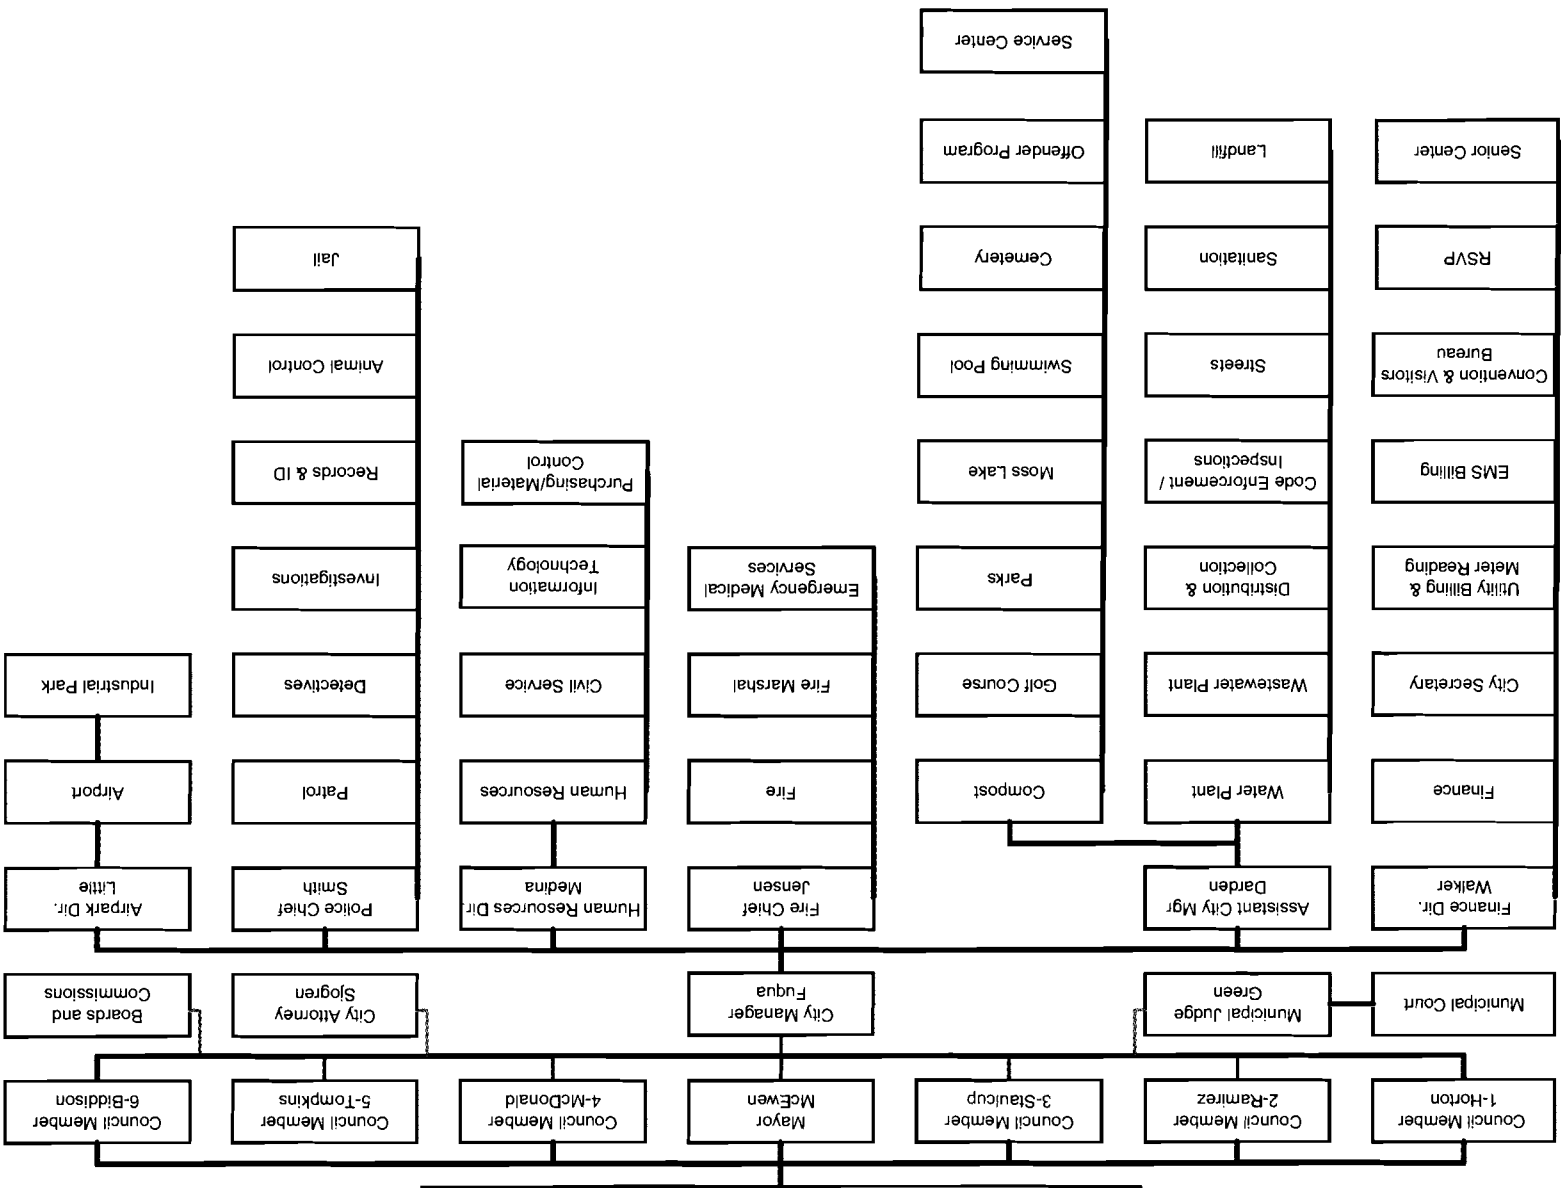 Council Member
1-Horton
Council Member
2-Ramirez
Council Member
3-Staulcup
Mayor
McEwen
Council Member
4-McDonald
Council Member
5-Tompkins
Council Member
6-Biddison
Municipal Court
Municipal Judge
Green
City Manager
Fuqua
City Attorney
Sjogren
Boards and
Commissions
Finance Dir.
Walker
Assistant City Mgr
Darden
Fire Chief
Jensen
Human Resources Dir.
Medina
Police Chief
Smith
Airpark Dir.
Little
Finance
Water Plant
Compost
Fire
Human Resources
Patrol
Airport
City Secretary
Wastewater Plant
Golf Course
Fire Marshal
Civil Service
Detectives
Industrial Park
Utility Billing &
Meter Reading
Distribution &
Collection
Parks
Emergency Medical
Services
Information
Technology
Investigations
EMS Billing
Code Enforcement /
Inspections
Moss Lake
Purchasing/Material
Control
Records & ID
Convention & Visitors
Bureau
Streets
Swimming Pool
Animal Control
RSVP
Sanitation
Cemetery
Jail
Senior Center
Landfill
Offender Program
Service Center